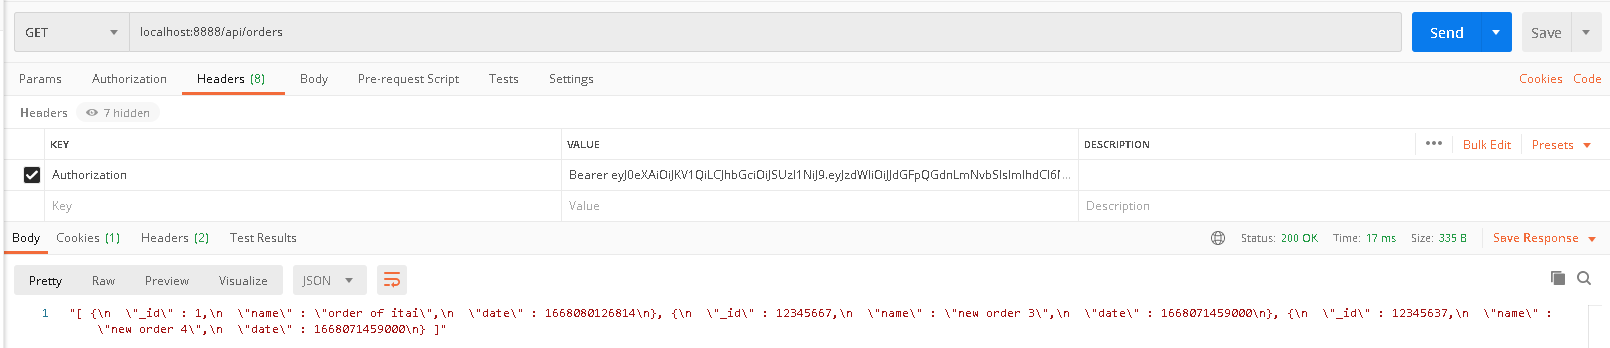 GET localhost:8888/api/orders Send Save
Params Authorization Headers (8) Body Pre-request Script Tests Settings Cookies Code
Headers 7 hidden
KEY VALUE DESCRIPTION ••• Bulk Edit Presets
Authorization Bearer
Key Value Description
Body Cookies (1) Headers (2) Test Results Status: 200 OK Time: 17 ms Size: 335 B Save Response
Pretty Raw Preview Visualize JSON
1 "[ {\n  \"_id\" : 1,\n  \"name\" : \"order of itai\",\n  \"date\" : 1668080126814\n}, {\n  \"_id\" : 12345667,\n  \"name\" : \"new order 3\",\n  \"date\" : 1668071459000\n}, {\n  \"_id\" : 12345637,\n  \"name\" :
\"new order 4\",\n  \"date\" : 1668071459000\n} ]"